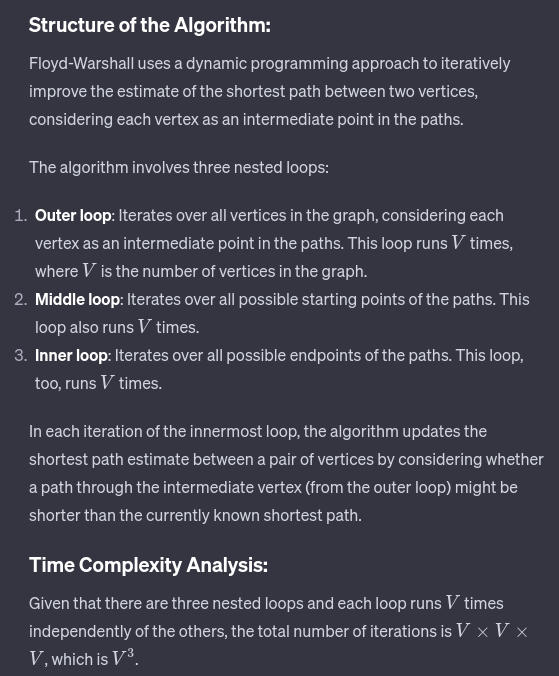 Structure of the Algorithm:
Floyd-Warshall uses a dynamic programming approach to iteratively
improve the estimate of the shortest path between two vertices,
considering each vertex as an intermediate point in the paths.
The algorithm involves three nested loops:
1. Outer loop: Iterates over all vertices in the graph, considering each
vertex as an intermediate point in the paths. This loop runs V times,
where V is the number of vertices in the graph.
2. Middle loop: Iterates over all possible starting points of the paths. This
loop also runs V times.
3. Inner loop: Iterates over all possible endpoints of the paths. This loop,
too, runs V times.
In each iteration of the innermost loop, the algorithm updates the
shortest path estimate between a pair of vertices by considering whether
a path through the intermediate vertex (from the outer loop) might be
shorter than the currently known shortest path.
Time Complexity Analysis:
Given that there are three nested loops and each loop runs V times
independently of the others, the total number of iterations is V × V ×
V, which is V³.